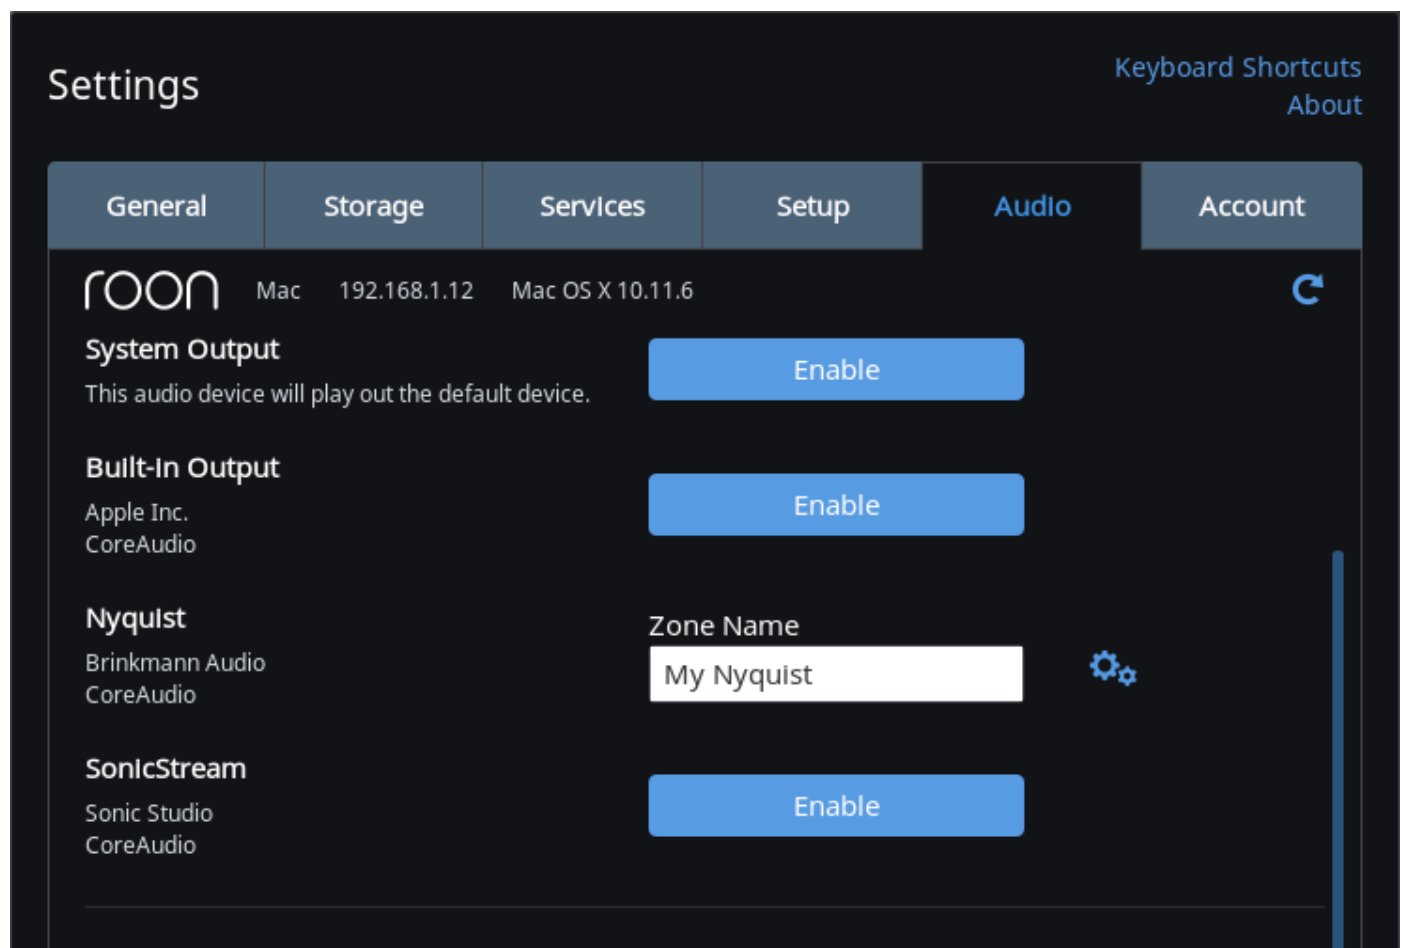 Settings
Keyboard Shortcuts
About
General Storage Services Setup Audio Account
roon Mac 192.168.1.12 Mac OS X 10.11.6
System Output
This audio device will play out the default device.
Enable
Built-in Output
Apple Inc.
CoreAudio
Enable
Nyquist
Brinkmann Audio
CoreAudio
Zone Name
My Nyquist
SonicStream
Sonic Studio
CoreAudio
Enable